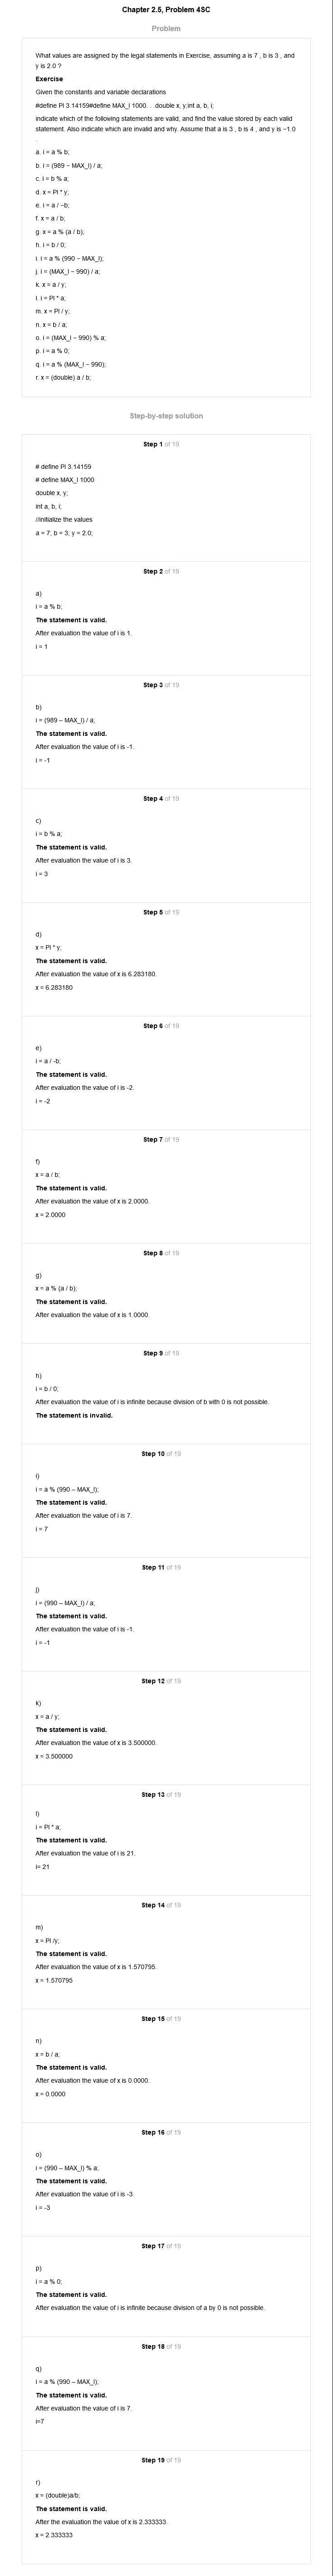 Chapter 2.5, Problem 4SC
Problem
What values are assigned by the legal statements in Exercise, assuming a is 7 , b is 3 , and
y is 2.0 ?
Exercise
Given the constants and variable declarations
#define PI 3.14159#define MAX_I 1000. . .double x, y;int a, b, i;
indicate which of the following statements are valid, and find the value stored by each valid
statement. Also indicate which are invalid and why. Assume that a is 3 , b is 4 , and y is −1.0
.
a. i = a % b;
b. i = (989 − MAX_I) / a;
c. i = b % a;
d. x = PI * y;
e. i = a / −b;
f. x = a / b;
g. x = a % (a / b);
h. i = b / 0;
i. i = a % (990 − MAX_I);
j. i = (MAX_I − 990) / a;
k. x = a / y;
l. i = PI * a;
m. x = PI / y;
n. x = b / a;
o. i = (MAX_I − 990) % a;
p. i = a % 0;
q. i = a % (MAX_I − 990);
r. x = (double) a / b;
Step-by-step solution
Step 1 of 19
# define PI 3.14159
# define MAX_I 1000
double x, y;
int a, b, i;
//initialize the values
a = 7; b = 3; y = 2.0;
Step 2 of 19
a)
i = a % b;
The statement is valid.
After evaluation the value of i is 1.
i = 1
Step 3 of 19
b)
i = (989 – MAX_I) / a;
The statement is valid.
After evaluation the value of i is -1.
i = -1
Step 4 of 19
c)
i = b % a;
The statement is valid.
After evaluation the value of i is 3.
i = 3
Step 5 of 19
d)
x = PI * y;
The statement is valid.
After evaluation the value of x is 6.283180.
x = 6.283180
Step 6 of 19
e)
i = a / -b;
The statement is valid.
After evaluation the value of i is -2.
i = -2
Step 7 of 19
f)
x = a / b;
The statement is valid.
After evaluation the value of x is 2.0000.
x = 2.0000
Step 8 of 19
g)
x = a % (a / b);
The statement is valid.
After evaluation the value of x is 1.0000.
Step 9 of 19
h)
i = b / 0;
After evaluation the value of i is infinite because division of b with 0 is not possible.
The statement is invalid.
Step 10 of 19
i)
i = a % (990 – MAX_I);
The statement is valid.
After evaluation the value of i is 7.
i = 7
Step 11 of 19
j)
i = (990 – MAX_I) / a;
The statement is valid.
After evaluation the value of i is -1.
i = -1
Step 12 of 19
k)
x = a / y;
The statement is valid.
After evaluation the value of x is 3.500000.
x = 3.500000
Step 13 of 19
l)
i = PI * a;
The statement is valid.
After evaluation the value of i is 21.
i= 21
Step 14 of 19
m)
x = PI /y;
The statement is valid.
After evaluation the value of x is 1.570795.
x = 1.570795
Step 15 of 19
n)
x = b / a;
The statement is valid.
After evaluation the value of x is 0.0000.
x = 0.0000
Step 16 of 19
o)
i = (990 – MAX_I) % a;
The statement is valid.
After evaluation the value of i is -3.
i = -3
Step 17 of 19
p)
i = a % 0;
The statement is valid.
After evaluation the value of i is infinite because division of a by 0 is not possible.
Step 18 of 19
q)
i = a % (990 – MAX_I);
The statement is valid.
After evaluation the value of i is 7.
i=7
Step 19 of 19
r)
x = (double)a/b;
The statement is valid.
After the evaluation the value of x is 2.333333.
x = 2.333333